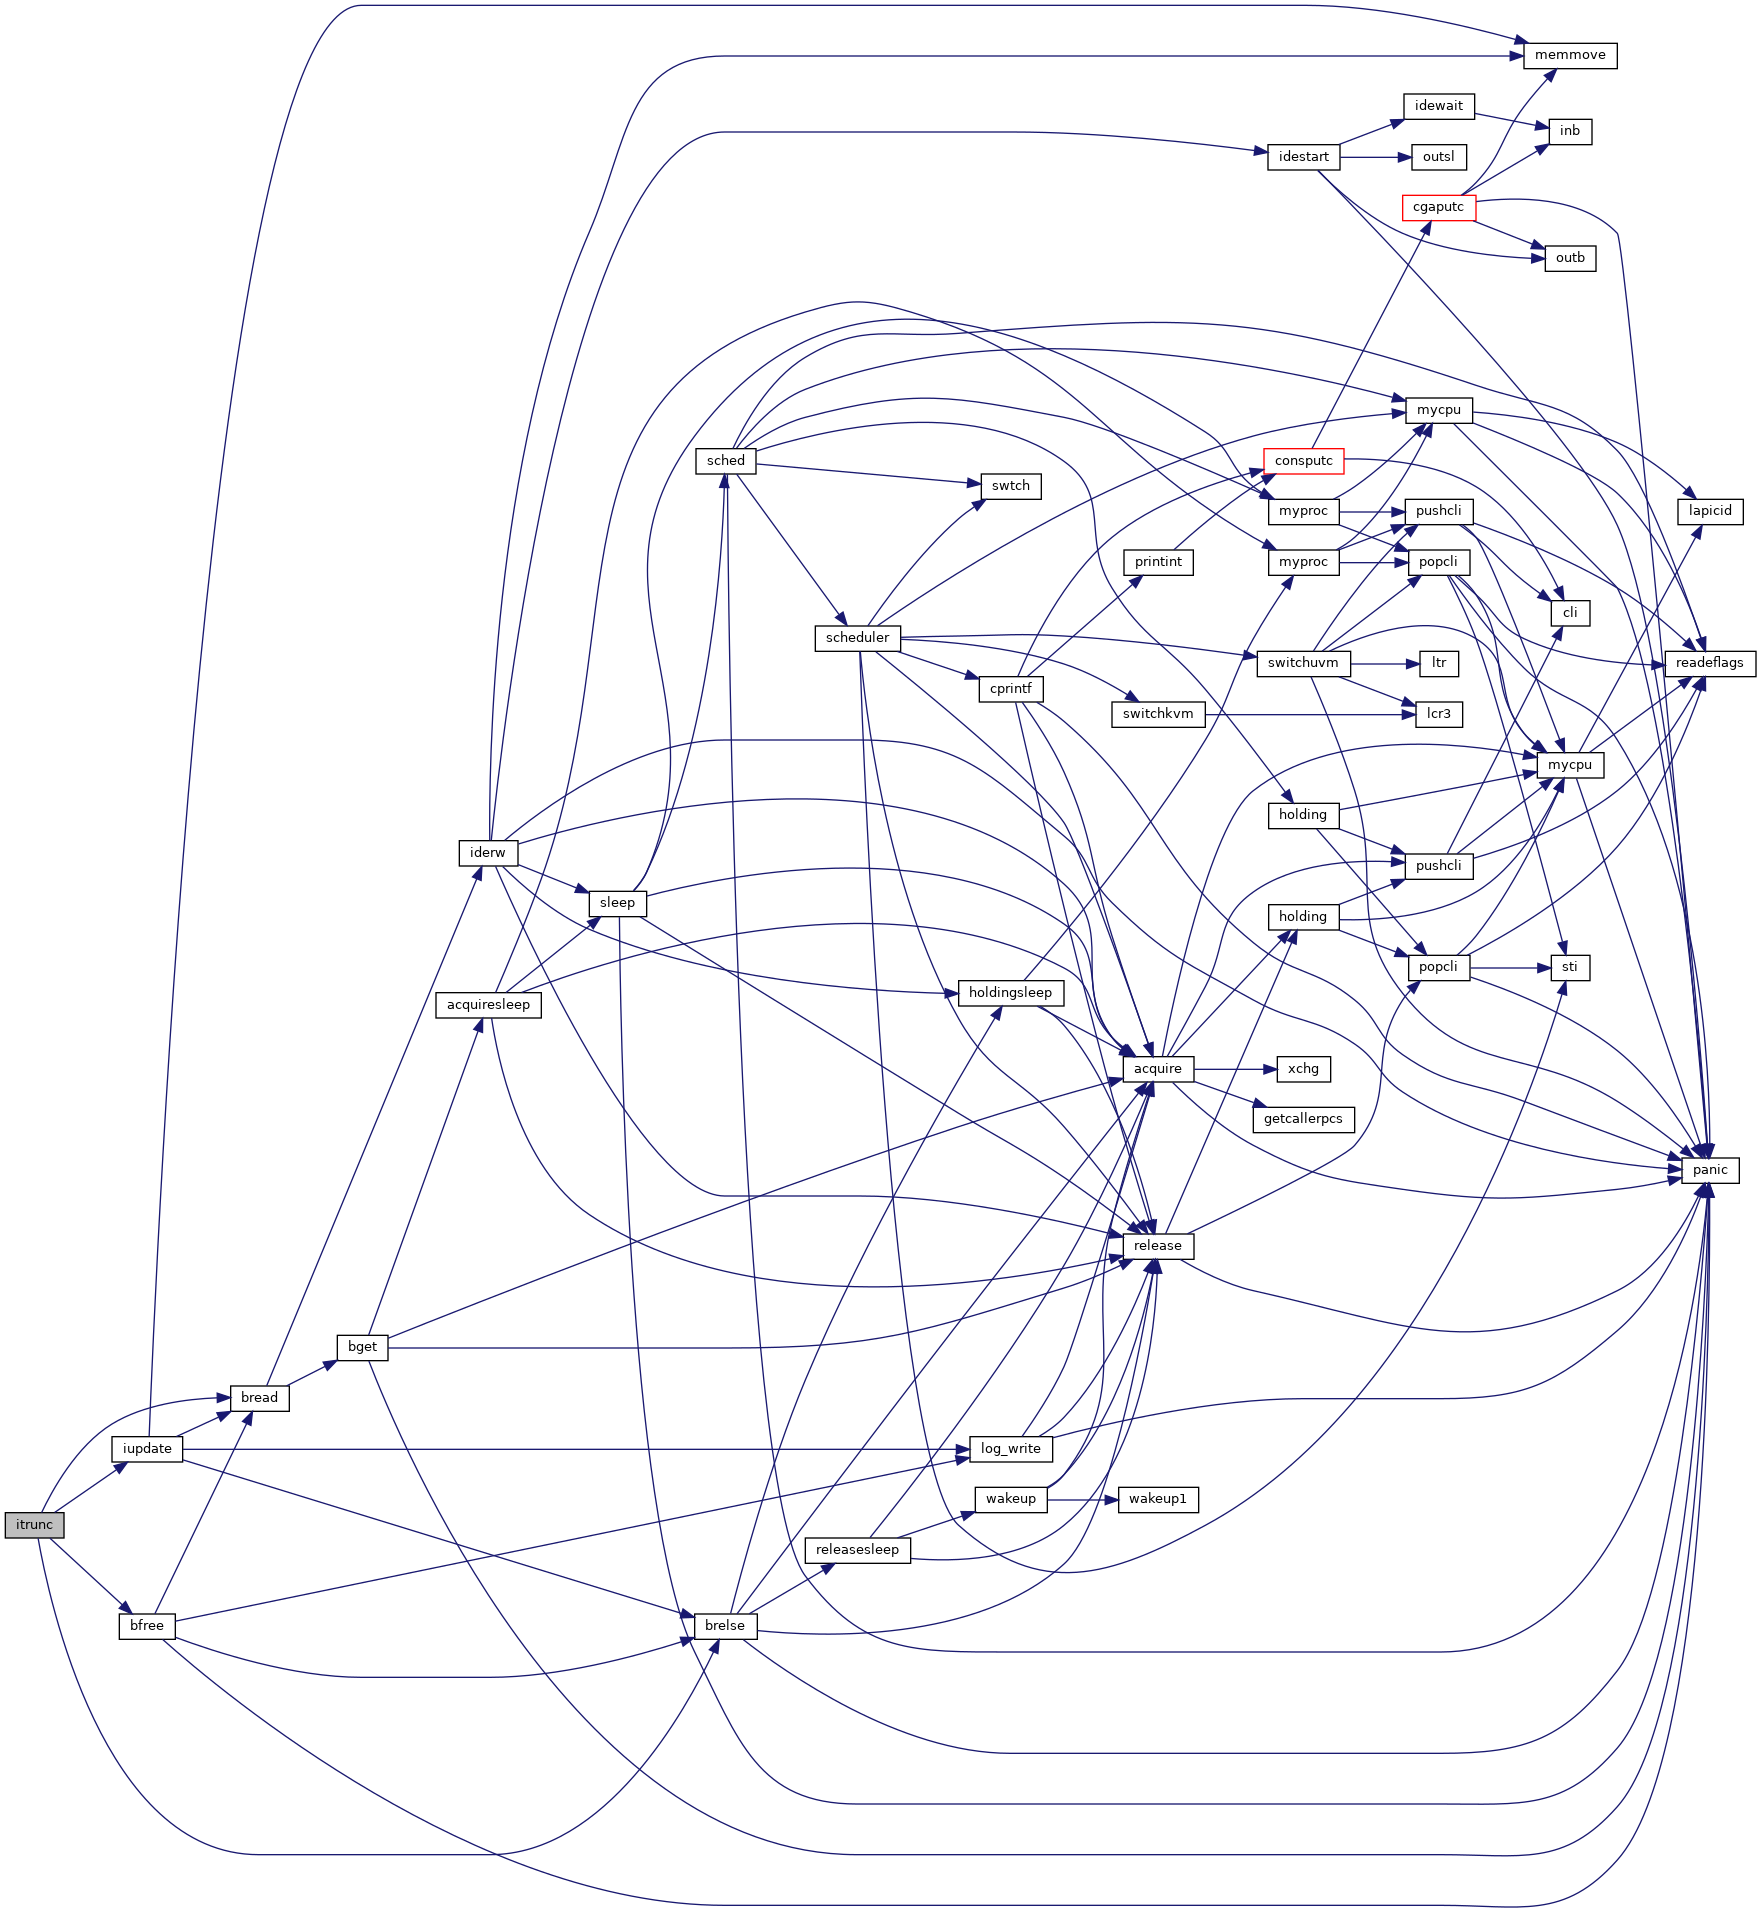 memmove
idewait
inb
idestart
outsl
cgaputc
outb
mycpu
sched
consputc
swtch
myproc
pushcli
lapicid
printint
myproc
popcli
cli
scheduler
switchuvm
ltr
readeflags
cprintf
switchkvm
lcr3
mycpu
holding
iderw
pushcli
sleep
holding
popcli
sti
holdingsleep
acquiresleep
acquire
xchg
getcallerpcs
panic
release
bget
bread
iupdate
log_write
wakeup
wakeup1
itrunc
releasesleep
bfree
brelse